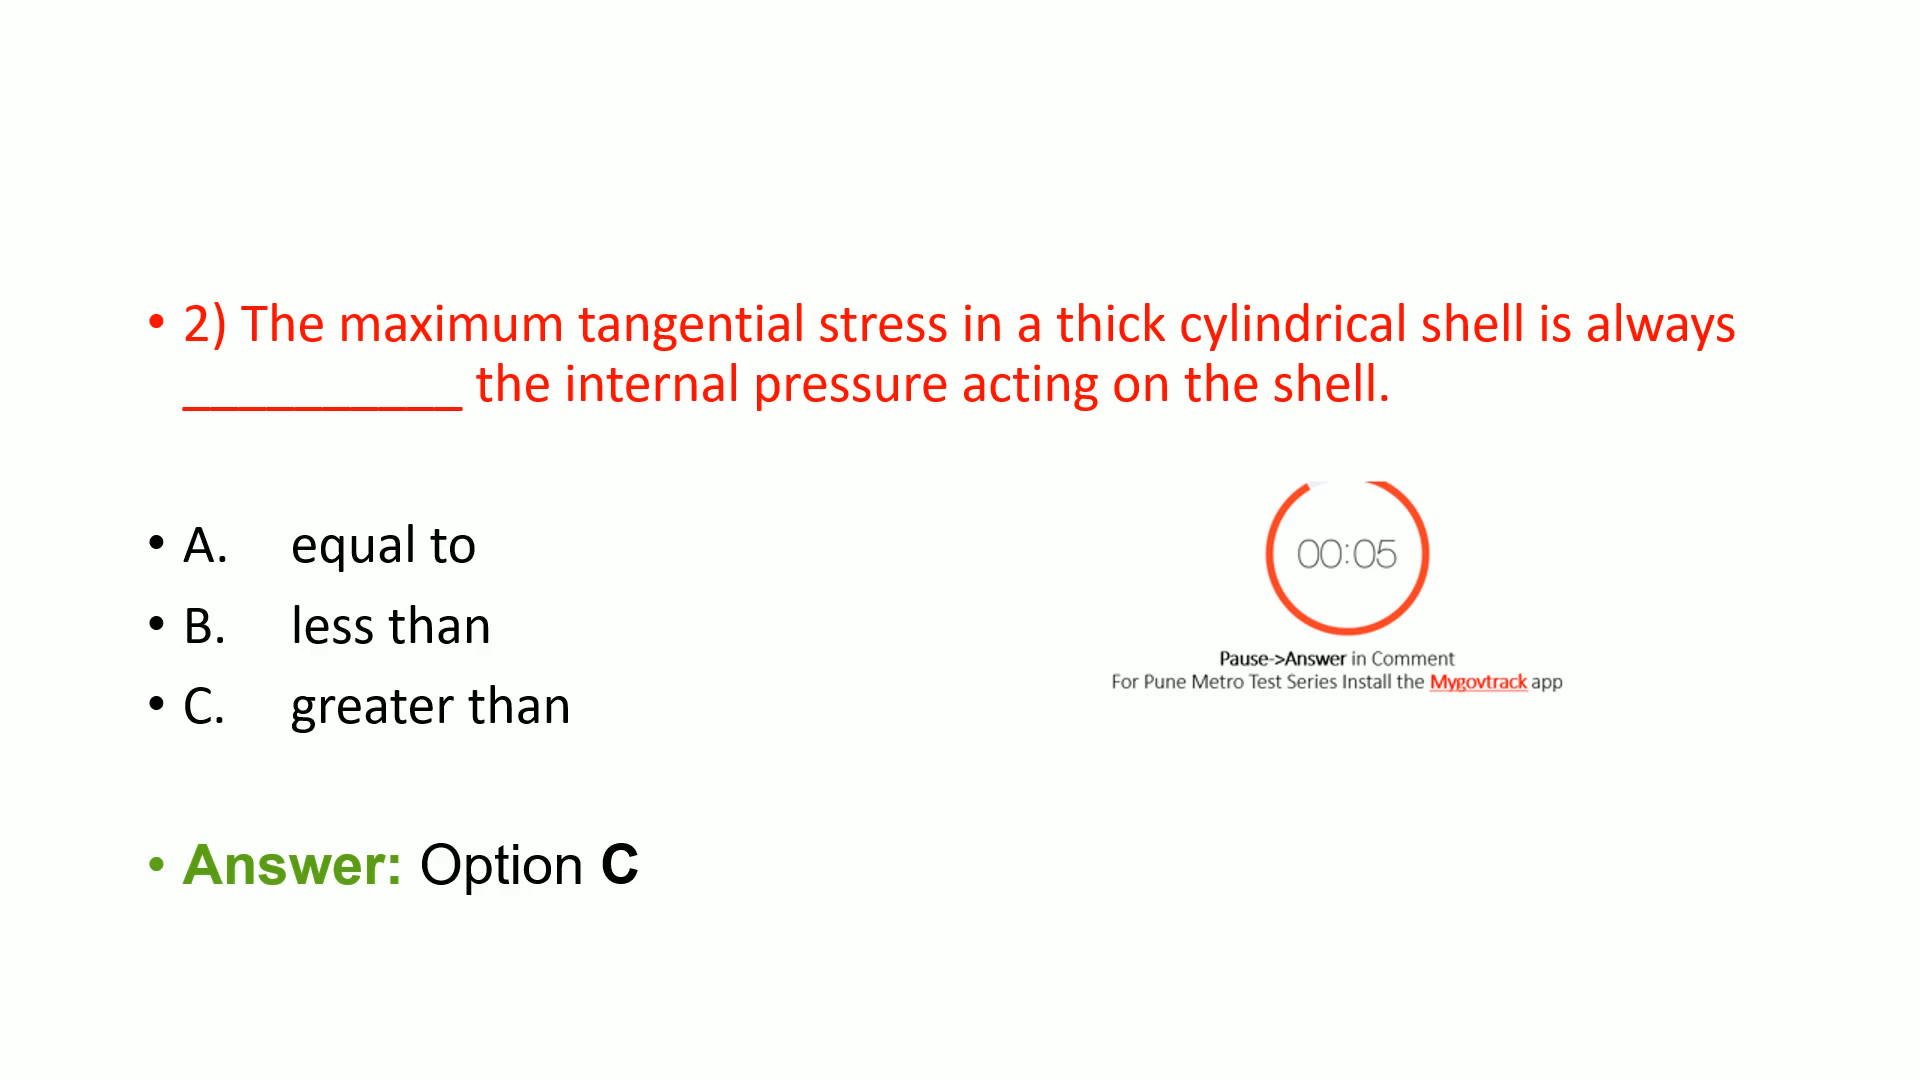 • 2) The maximum tangential stress in a thick cylindrical shell is always
__________ the internal pressure acting on the shell.
• A. equal to
• B. less than
• C. greater than
00:05
Pause->Answer in Comment
For Pune Metro Test Series Install the Mygovtrack app
• Answer: Option C